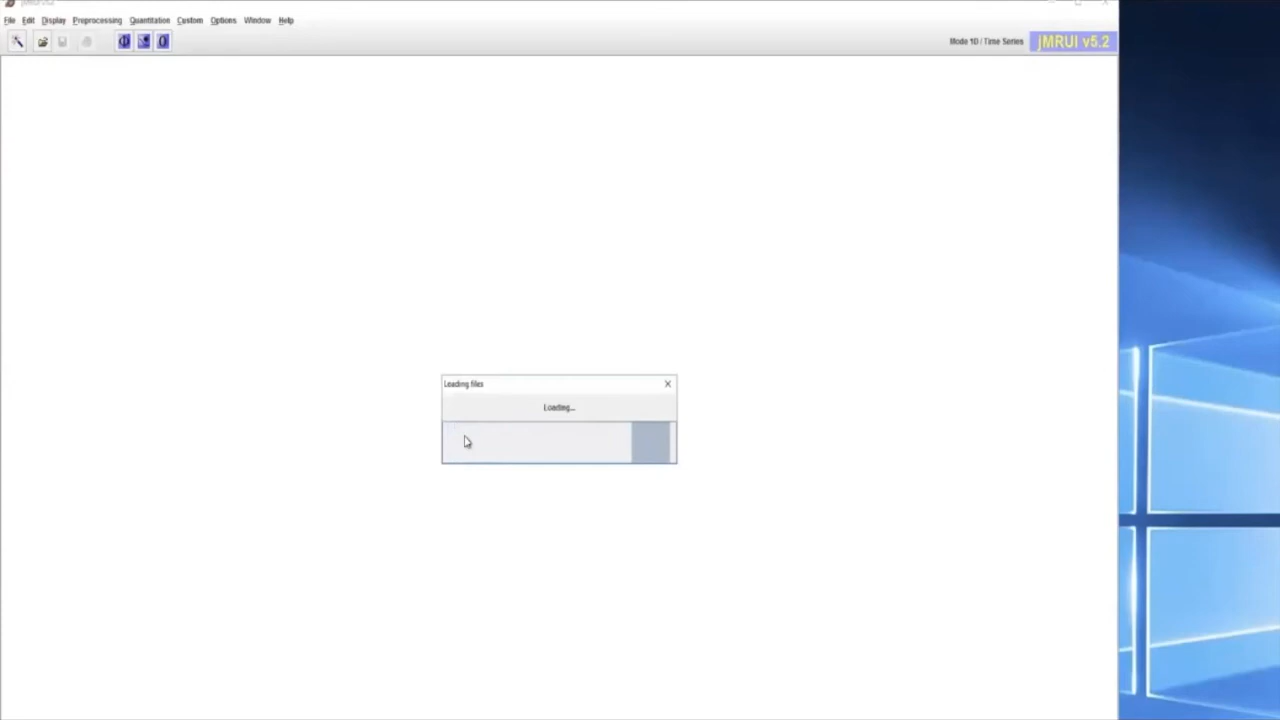 File Edit Display Preprocessing Quantitation Custom Options Window Help
Mode 1D / Time Series jMRUI v5.2
Loading files
Loading...